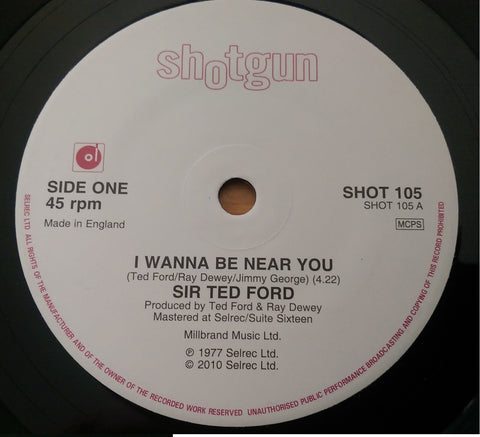 shotgun
SIDE ONE
45 rpm
Made in England
SHOT 105
SHOT 105 A
MCPS
I WANNA BE NEAR YOU
(Ted Ford/Ray Dewey/Jimmy George) (4.22)
SIR TED FORD
Produced by Ted Ford & Ray Dewey
Mastered at Selrec/Suite Sixteen
Millbrand Music Ltd.
℗ 1977 Selrec Ltd.
© 2010 Selrec Ltd.
SELREC LTD ALL RIGHTS OF THE MANUFACTURER AND OF THE OWNER OF THE RECORDED WORK RESERVED UNAUTHORISED PUBLIC PERFORMANCE BROADCASTING AND COPYING OF THIS RECORD PROHIBITED